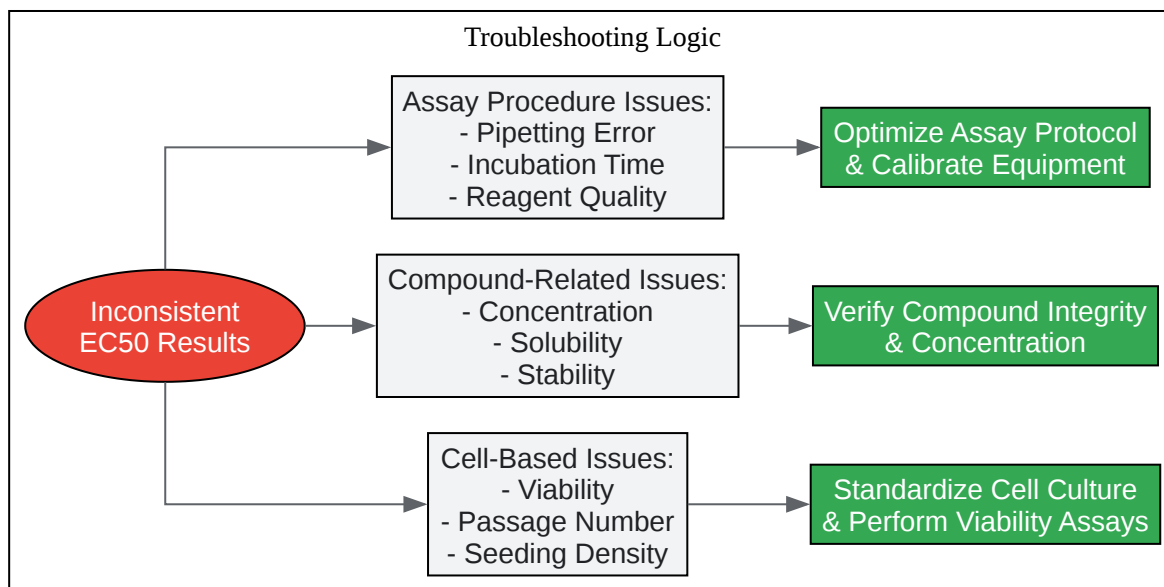 Troubleshooting Logic
Assay Procedure Issues:
- Pipetting Error
- Incubation Time
- Reagent Quality
Optimize Assay Protocol
& Calibrate Equipment
Inconsistent
EC50 Results
Compound-Related Issues:
- Concentration
- Solubility
- Stability
Verify Compound Integrity
& Concentration
Cell-Based Issues:
- Viability
- Passage Number
- Seeding Density
Standardize Cell Culture
& Perform Viability Assays